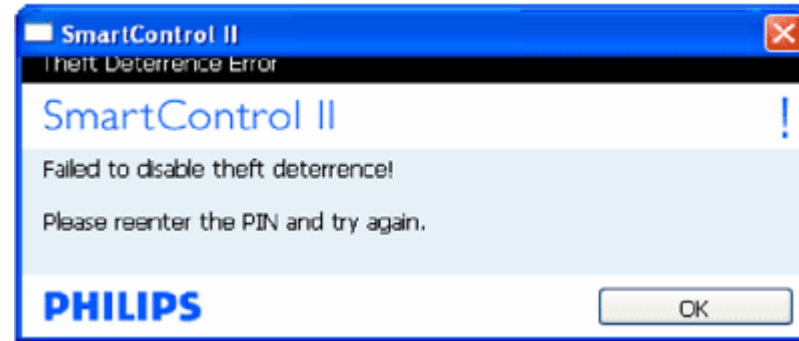 SmartControl II
Theft Deterrence Error
SmartControl II !
Failed to disable theft deterrence!
Please reenter the PIN and try again.
PHILIPS
OK